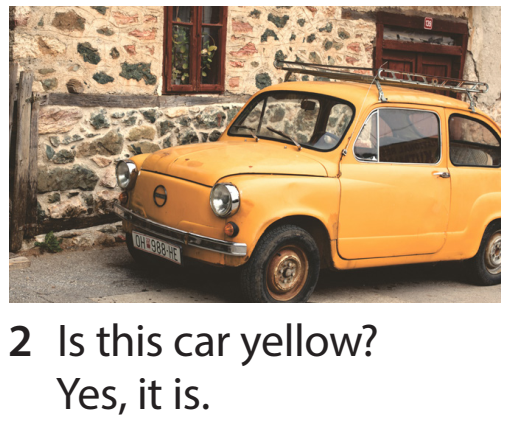 OH·988-HE
2 Is this car yellow?
Yes, it is.